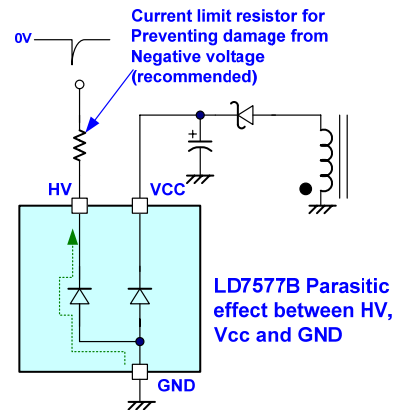 Current limit resistor for
Preventing damage from
Negative voltage
(recommended)
0V
+
HV
VCC
LD7577B Parasitic
effect between HV,
Vcc and GND
GND